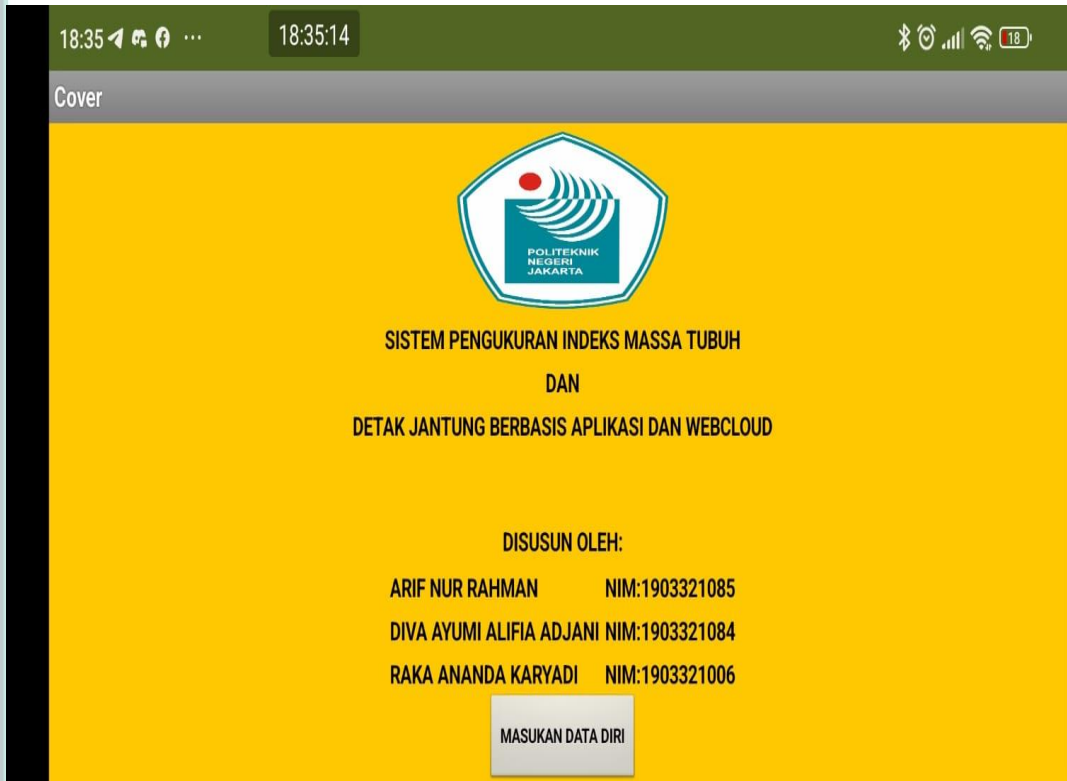 18:35 ... 18:35:14 18
Cover
POLITEKNIK
NEGERI
JAKARTA
SISTEM PENGUKURAN INDEKS MASSA TUBUH
DAN
DETAK JANTUNG BERBASIS APLIKASI DAN WEBCLOUD
DISUSUN OLEH:
ARIF NUR RAHMAN NIM:1903321085
DIVA AYUMI ALIFIA ADJANI NIM:1903321084
RAKA ANANDA KARYADI NIM:1903321006
MASUKAN DATA DIRI